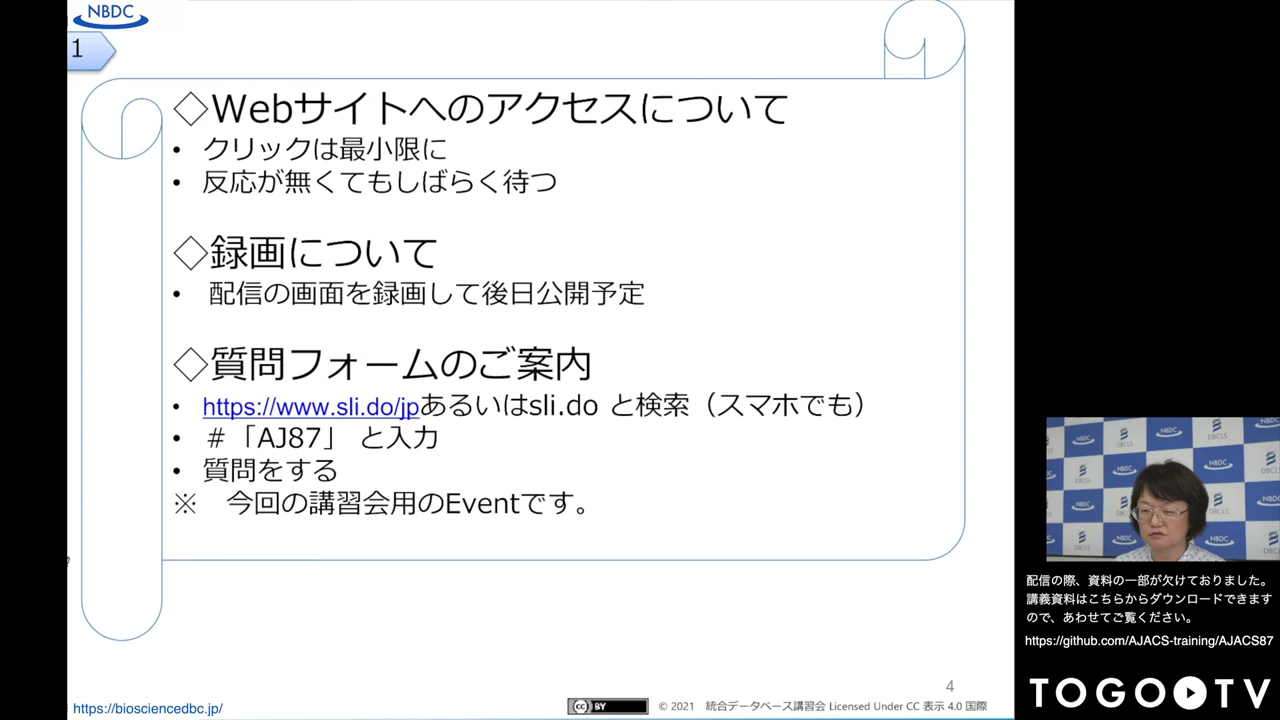 NBDC
1
◇Webサイトへのアクセスについて
• クリックは最小限に
• 反応が無くてもしばらく待つ
◇録画について
• 配信の画面を録画して後日公開予定
◇質問フォームのご案内
• https://www.sli.do/jpあるいはsli.do と検索（スマホでも）
• ＃「AJ87」 と入力
• 質問をする
※ 今回の講習会用のEventです。
4
https://biosciencedbc.jp/
CC BY
© 2021 統合データベース講習会 Licensed Under CC 表示 4.0 国際
NBDC
DBCLS
配信の際、資料の一部が欠けておりました。
講義資料はこちらからダウンロードできます
ので、あわせてご覧ください。
https://github.com/AJACS-training/AJACS87
TOGO TV